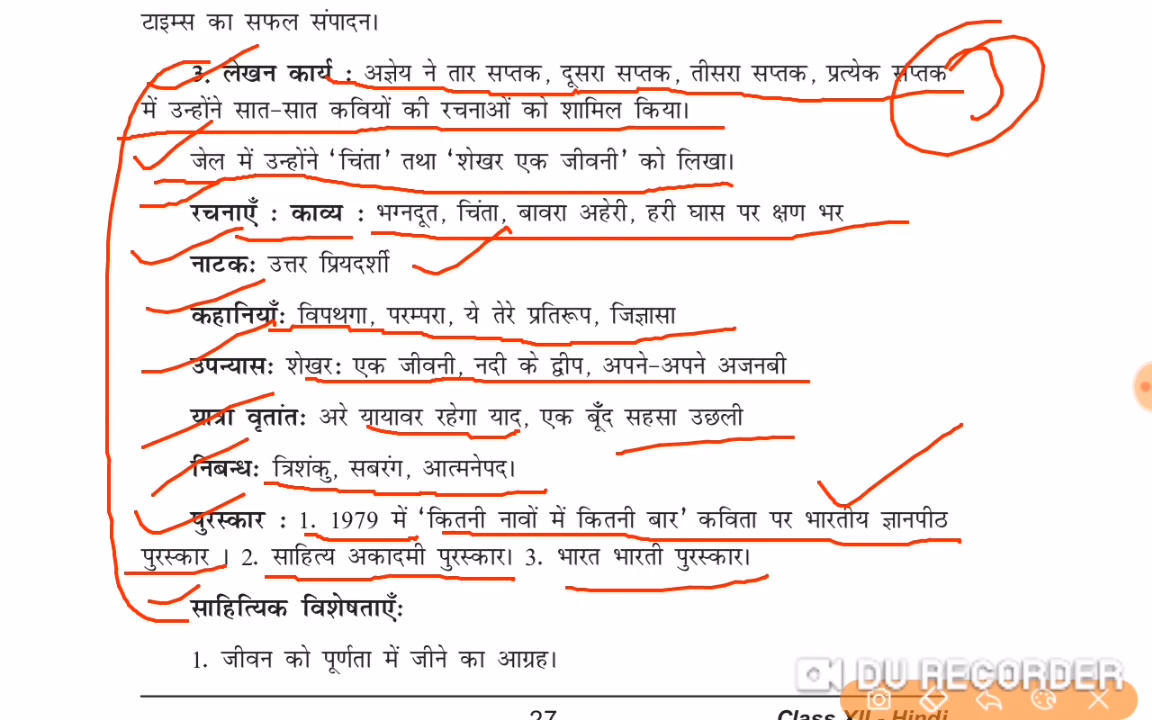 टाइम्स का सफल संपादन।
3. लेखन कार्य : अज्ञेय ने तार सप्तक, दूसरा सप्तक, तीसरा सप्तक, प्रत्येक सप्तक
में उन्होंने सात-सात कवियों की रचनाओं को शामिल किया।
जेल में उन्होंने ‘चिंता’ तथा ‘शेखर एक जीवनी’ को लिखा।
रचनाएँ : काव्य : भग्नदूत, चिंता, बावरा अहेरी, हरी घास पर क्षण भर
नाटक: उत्तर प्रियदर्शी
कहानियाँ: विपथगा, परम्परा, ये तेरे प्रतिरूप, जिज्ञासा
उपन्यास: शेखर: एक जीवनी, नदी के द्वीप, अपने-अपने अजनबी
यात्रा वृतांत: अरे यायावर रहेगा याद, एक बूँद सहसा उछली
निबन्ध: त्रिशंकु, सबरंग, आत्मनेपद।
पुरस्कार : 1. 1979 में ‘कितनी नावों में कितनी बार’ कविता पर भारतीय ज्ञानपीठ
पुरस्कार । 2. साहित्य अकादमी पुरस्कार। 3. भारत भारती पुरस्कार।
साहित्यिक विशेषताएँ:
1. जीवन को पूर्णता में जीने का आग्रह।
DU RECORDER
27 Class XII - Hindi